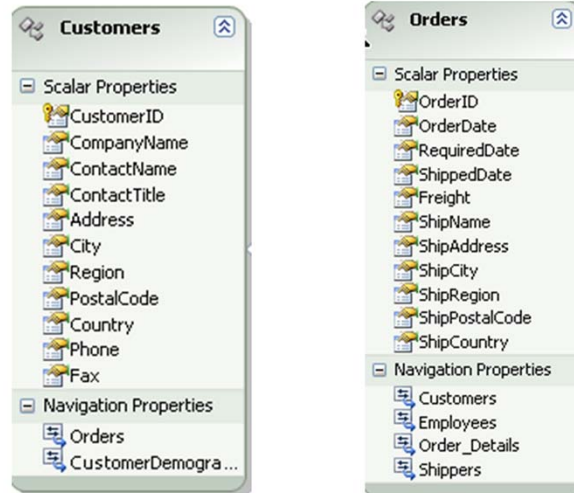 Customers
Scalar Properties
CustomerID
CompanyName
ContactName
ContactTitle
Address
City
Region
PostalCode
Country
Phone
Fax
Navigation Properties
Orders
CustomerDemogra...
Orders
Scalar Properties
OrderID
OrderDate
RequiredDate
ShippedDate
Freight
ShipName
ShipAddress
ShipCity
ShipRegion
ShipPostalCode
ShipCountry
Navigation Properties
Customers
Employees
Order_Details
Shippers